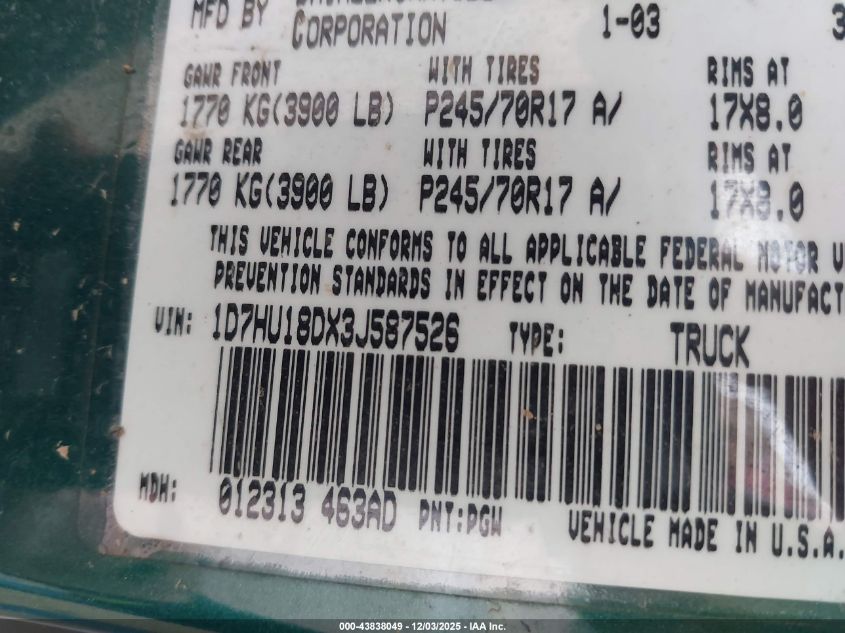 MFD BY
CORPORATION 1-03 3
GAWR FRONT WITH TIRES RIMS AT
1770 KG(3900 LB) P245/70R17 A/ 17X8.0
GAWR REAR WITH TIRES RIMS AT
1770 KG(3900 LB) P245/70R17 A/ 17X8.0
THIS VEHICLE CONFORMS TO ALL APPLICABLE FEDERAL MOTOR V
PREVENTION STANDARDS IN EFFECT ON THE DATE OF MANUFACT
VIN: 1D7HU18DX3J587526 TYPE: TRUCK
MDH: 012313 463AD PNT:PGW VEHICLE MADE IN U.S.A.
000-43838049 - 12/03/2025 - IAA Inc.